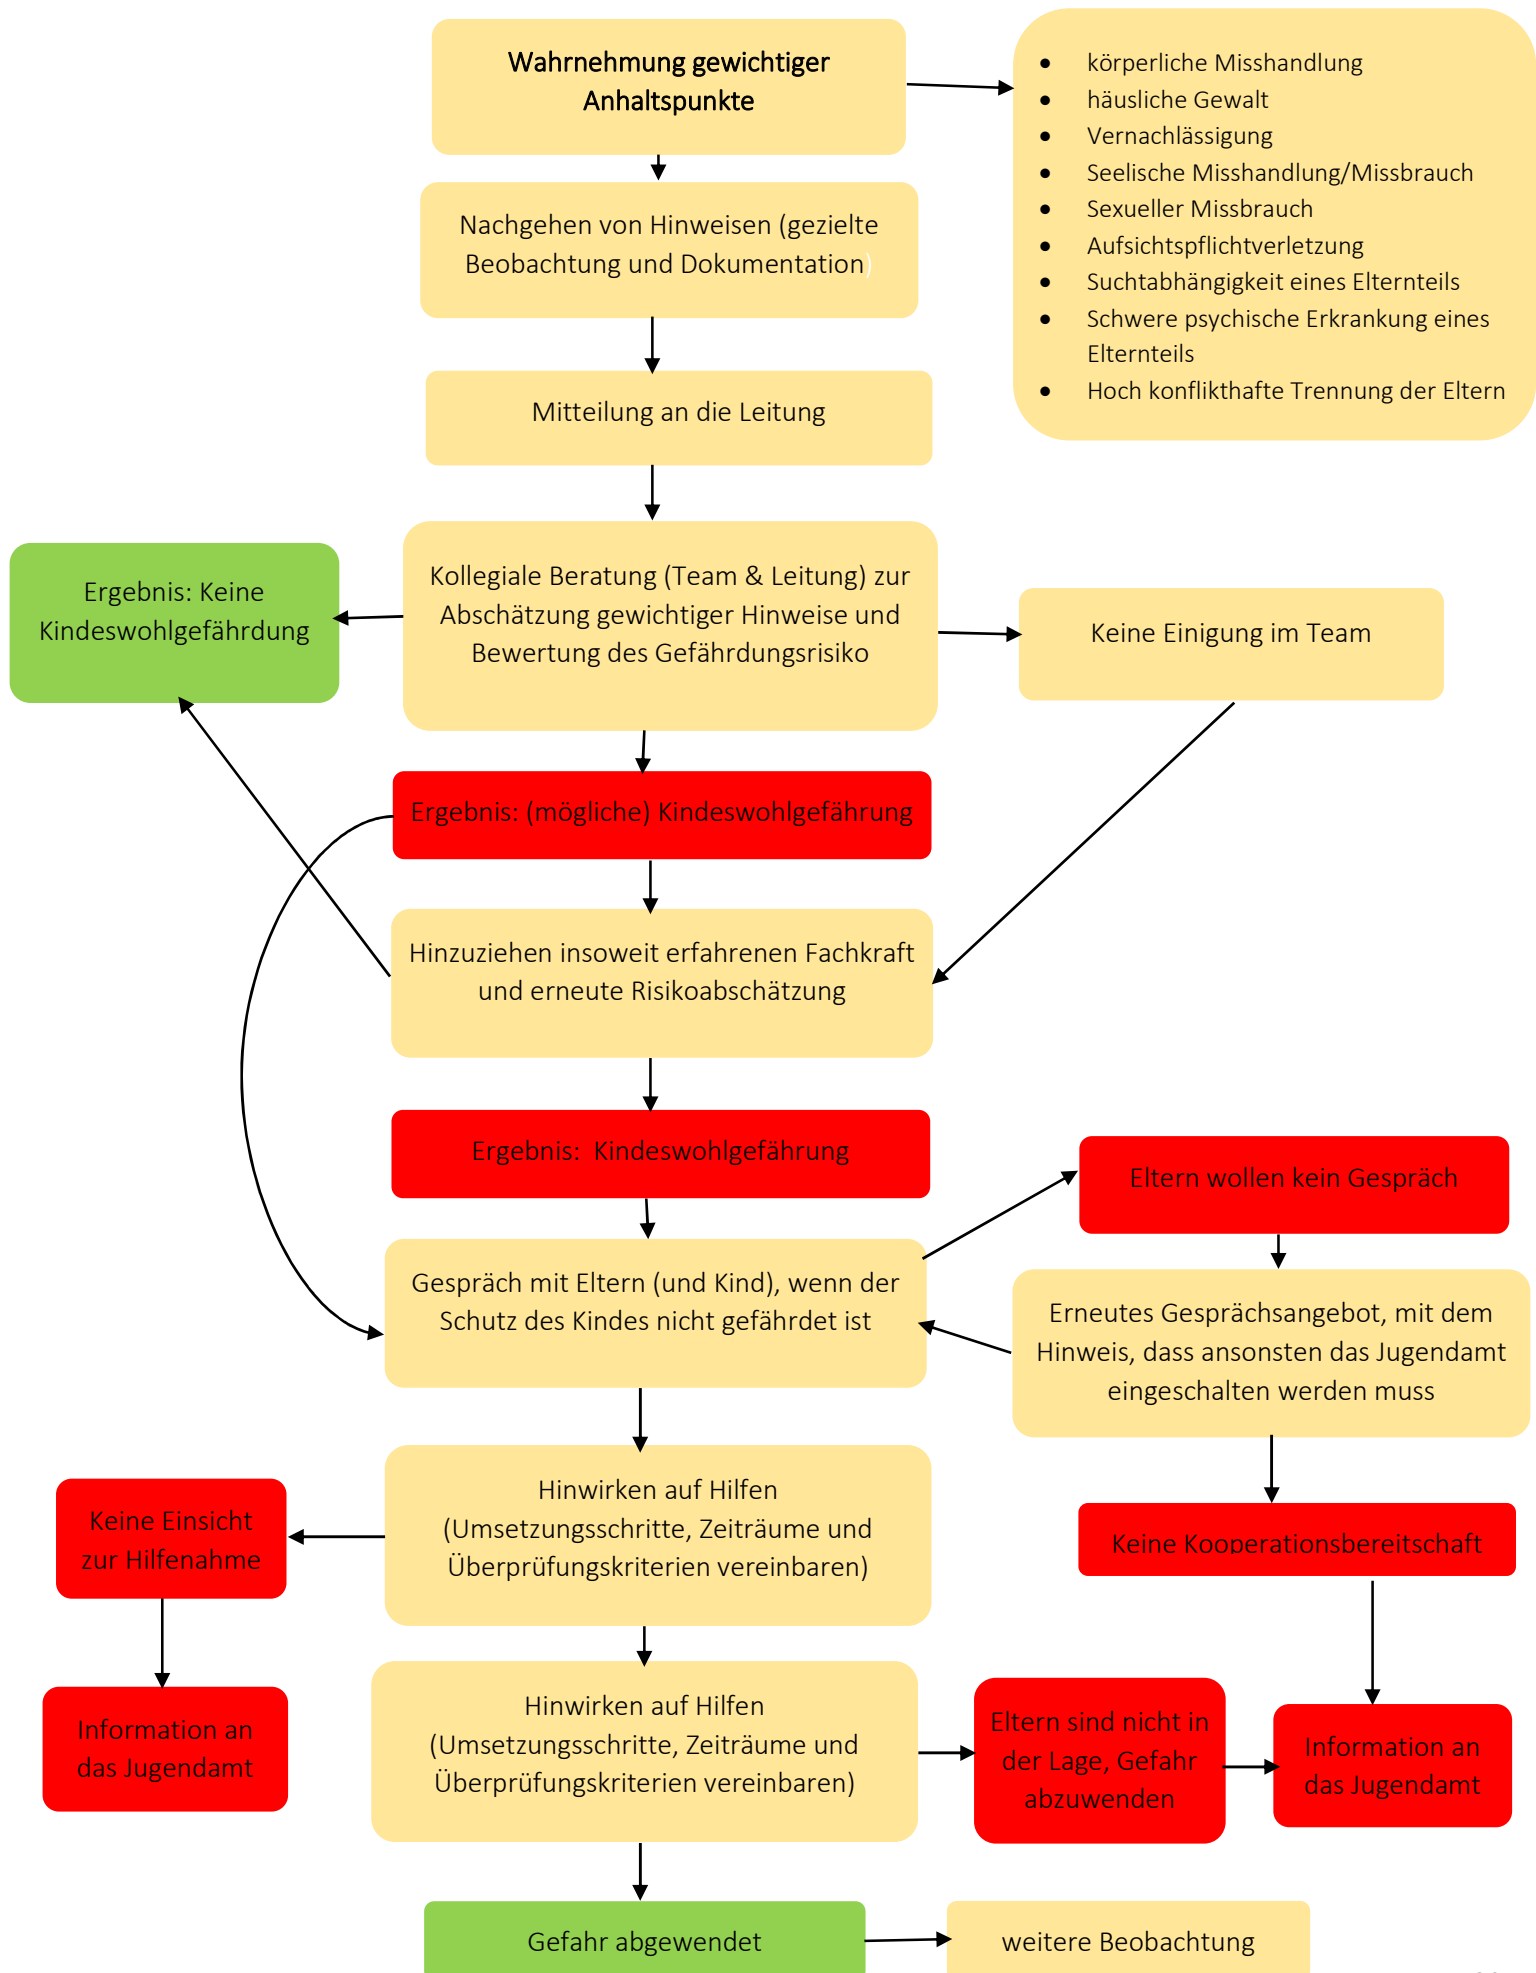 Wahrnehmung gewichtiger
Anhaltspunkte
• körperliche Misshandlung
• häusliche Gewalt
• Vernachlässigung
• Seelische Misshandlung/Missbrauch
• Sexueller Missbrauch
• Aufsichtspflichtverletzung
• Suchtabhängigkeit eines Elternteils
• Schwere psychische Erkrankung eines
Elternteils
• Hoch konflikthafte Trennung der Eltern
Nachgehen von Hinweisen (gezielte
Beobachtung und Dokumentation)
Mitteilung an die Leitung
Kollegiale Beratung (Team & Leitung) zur
Abschätzung gewichtiger Hinweise und
Bewertung des Gefährdungsrisiko
Ergebnis: Keine
Kindeswohlgefährdung
Keine Einigung im Team
Ergebnis: (mögliche) Kindeswohlgefährung
Hinzuziehen insoweit erfahrenen Fachkraft
und erneute Risikoabschätzung
Ergebnis:  Kindeswohlgefährung
Eltern wollen kein Gespräch
Gespräch mit Eltern (und Kind), wenn der
Schutz des Kindes nicht gefährdet ist
Erneutes Gesprächsangebot, mit dem
Hinweis, dass ansonsten das Jugendamt
eingeschalten werden muss
Hinwirken auf Hilfen
(Umsetzungsschritte, Zeiträume und
Überprüfungskriterien vereinbaren)
Keine Einsicht
zur Hilfenahme
Keine Kooperationsbereitschaft
Information an
das Jugendamt
Hinwirken auf Hilfen
(Umsetzungsschritte, Zeiträume und
Überprüfungskriterien vereinbaren)
Eltern sind nicht in
der Lage, Gefahr
abzuwenden
Information an
das Jugendamt
Gefahr abgewendet
weitere Beobachtung